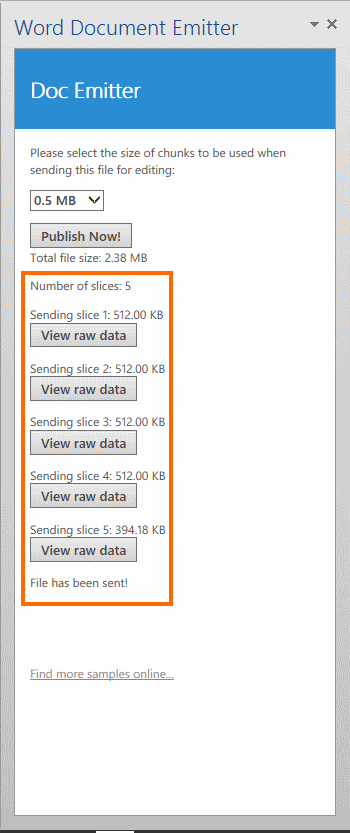 Word Document Emitter
Doc Emitter
Please select the size of chunks to be used when
sending this file for editing:
0.5 MB
Publish Now!
Total file size: 2.38 MB
Number of slices: 5
Sending slice 1: 512.00 KB
View raw data
Sending slice 2: 512.00 KB
View raw data
Sending slice 3: 512.00 KB
View raw data
Sending slice 4: 512.00 KB
View raw data
Sending slice 5: 394.18 KB
View raw data
File has been sent!
Find more samples online...